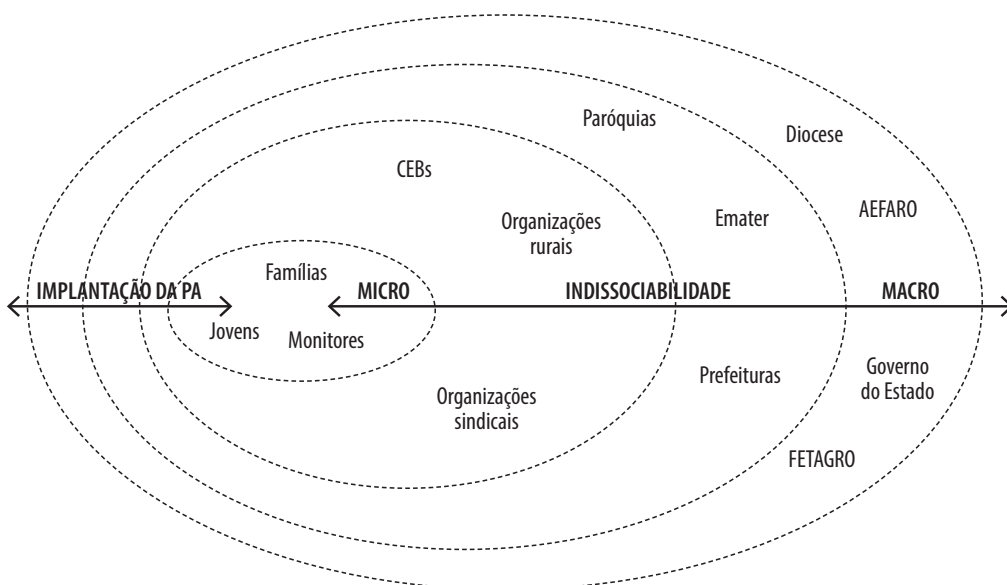 Paróquias
Diocese
CEBs
AEFARO
Organizações
rurais
Emater
Famílias
IMPLANTAÇÃO DA PA
MICRO
INDISSOCIABILIDADE
MACRO
Jovens
Monitores
Prefeituras
Governo
do Estado
Organizações
sindicais
FETAGRO